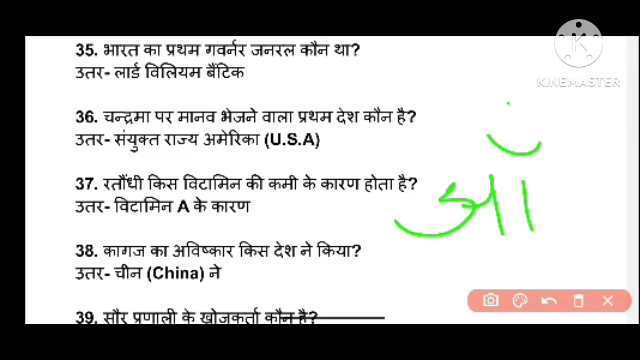 35. भारत का प्रथम गवर्नर जनरल कौन था?
उतर- लार्ड विलियम बैंटिक
KINEMASTER
36. चन्द्रमा पर मानव भेजने वाला प्रथम देश कौन है?
उतर- संयुक्त राज्य अमेरिका (U.S.A)
37. रतौंधी किस विटामिन की कमी के कारण होता है?
उतर- विटामिन A के कारण
38. कागज का अविष्कार किस देश ने किया?
उतर- चीन (China) ने
39. सौर प्रणाली के खोजकर्ता कौन है?